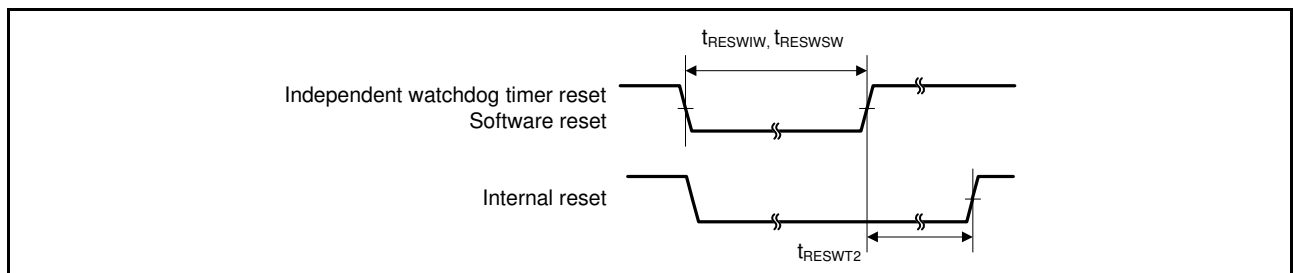 tRESWIW, tRESWSW
Independent watchdog timer reset
Software reset
Internal reset
tRESWT2